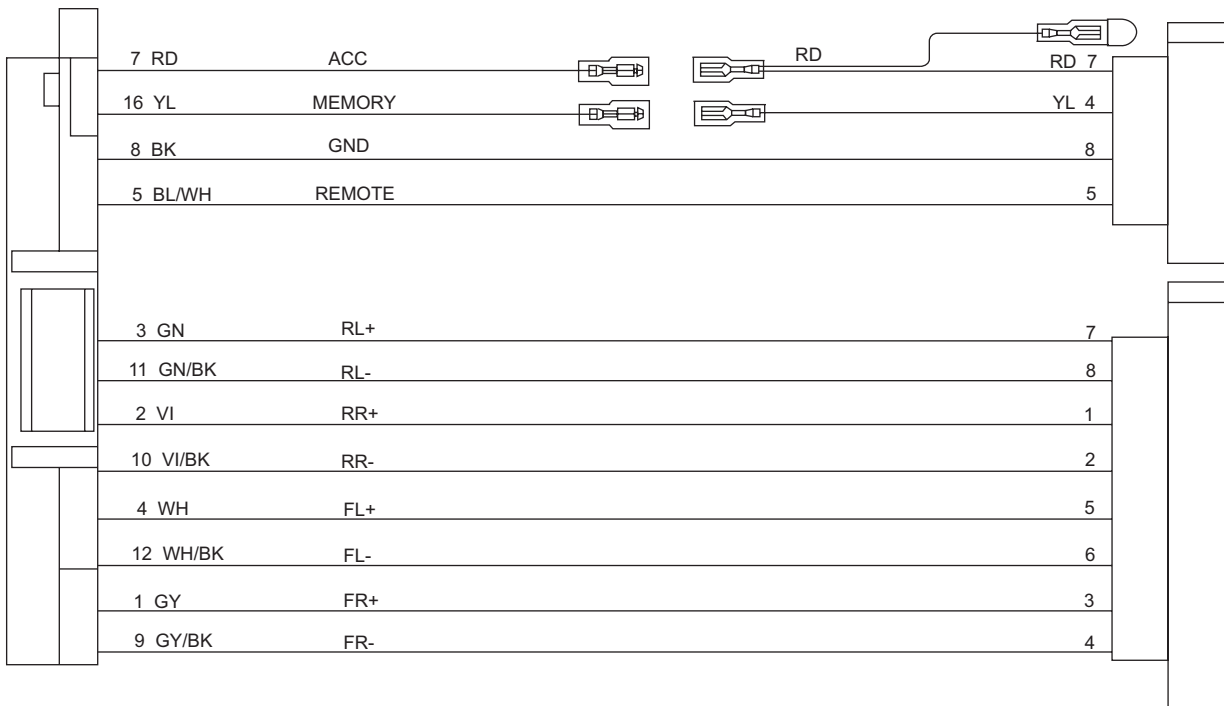 7 RD ACC RD RD 7
16 YL MEMORY YL 4
8 BK GND 8
5 BL/WH REMOTE 5
3 GN RL+ 7
11 GN/BK RL- 8
2 VI RR+ 1
10 VI/BK RR- 2
4 WH FL+ 5
12 WH/BK FL- 6
1 GY FR+ 3
9 GY/BK FR- 4